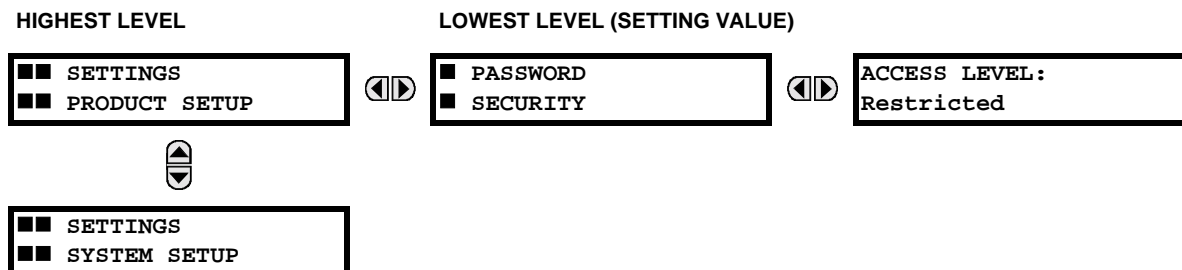 HIGHEST LEVEL
LOWEST LEVEL (SETTING VALUE)
■■ SETTINGS
■■ PRODUCT SETUP
■ PASSWORD
■ SECURITY
ACCESS LEVEL:
Restricted
■■ SETTINGS
■■ SYSTEM SETUP